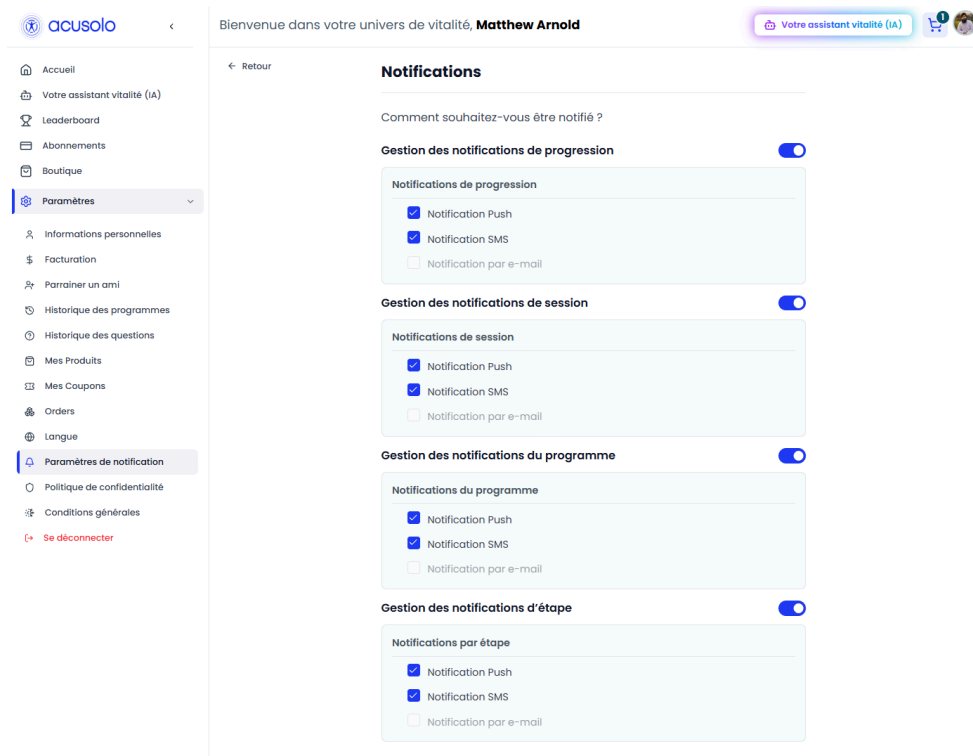 acusolo
Bienvenue dans votre univers de vitalité, Matthew Arnold
Votre assistant vitalité (IA)
1
Accueil
Votre assistant vitalité (IA)
Leaderboard
Abonnements
Boutique
Paramètres
Informations personnelles
Facturation
Parrainer un ami
Historique des programmes
Historique des questions
Mes Produits
Mes Coupons
Orders
Langue
Paramètres de notification
Politique de confidentialité
Conditions générales
Se déconnecter
Retour
Notifications
Comment souhaitez-vous être notifié ?
Gestion des notifications de progression
Notifications de progression
Notification Push
Notification SMS
Notification par e-mail
Gestion des notifications de session
Notifications de session
Notification Push
Notification SMS
Notification par e-mail
Gestion des notifications du programme
Notifications du programme
Notification Push
Notification SMS
Notification par e-mail
Gestion des notifications d’étape
Notifications par étape
Notification Push
Notification SMS
Notification par e-mail